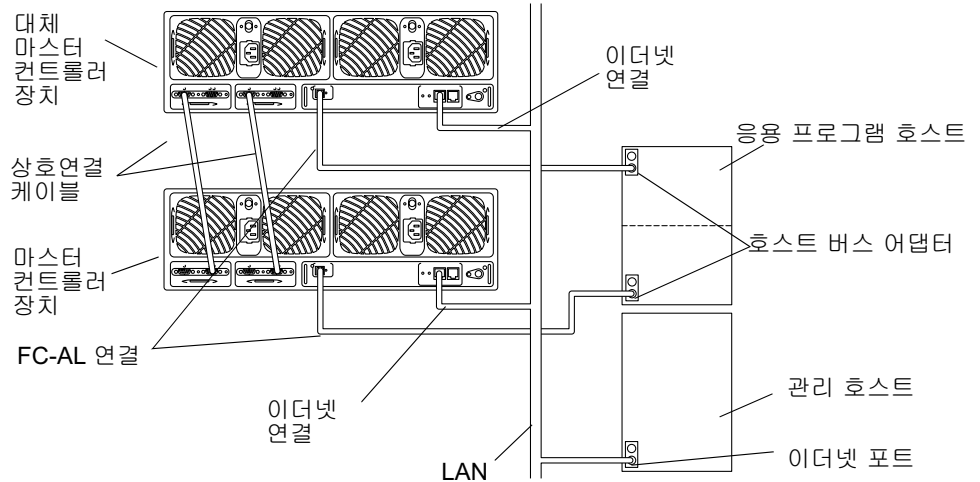 대체
마스터
컨트롤러
장치
이더넷
연결
응용 프로그램 호스트
상호연결
케이블
호스트 버스 어댑터
마스터
컨트롤러
장치
FC-AL 연결
이더넷
연결
관리 호스트
이더넷 포트
LAN